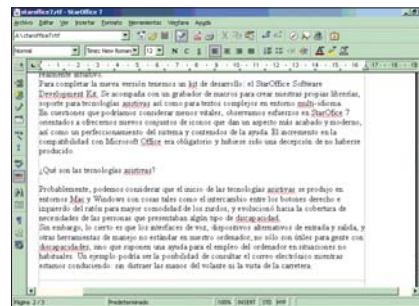 staroffice7.rtf - StarOffice 7
Archivo Editar Ver Insertar Formato Herramientas Ventana Ayuda
A:\staroffice7.rtf
Normal Times New Roman 12 N C S
realmente intuitivo.
Para completar la nueva versión tenemos un kit de desarrollo: el StarOffice Software
Development Kit. Se acompaña con un grabador de macros para crear nuestras propias librerías,
soporte para tecnologías asistivas así como para textos complejos en entorno multi-idioma.
En cuestiones que podríamos considerar menos vitales, observamos esfuerzos en StarOffice 7
orientados a ofrecernos nuevos conjuntos de iconos que dan un aspecto más acabado y moderno,
así como un perfeccionamiento del sistema y contenidos de la ayuda. El incremento en la
compatibilidad con Microsoft Office era obligatorio y hubiese sido una decepción de no haberse
producido.
¿Qué son las tecnologías asistivas?
Probablemente, podemos considerar que el inicio de las tecnologías asistivas se produjo en
entornos Mac y Windows con cosas tales como el intercambio entre los botones derecho e
izquierdo del ratón para mayor comodidad de los zurdos, y evolucionó hacia la cobertura de
necesidades de las personas que presentaban algún tipo de discapacidad.
Sin embargo, lo cierto es que los interfaces de voz, dispositivos alternativos de entrada y salida, y
otras herramientas de manejo no estándar en nuestro ordenador, no sólo son útiles para gente con
discapacidades, sino que suponen una ayuda para el empleo del ordenador en situaciones no
habituales. Un ejemplo podría ser la posibilidad de consultar el correo electrónico mientras
estamos conduciendo: sin distraer las manos del volante ni la vista de la carretera.
Página 2 / 3 Predeterminado 100% INSERT STD HYP